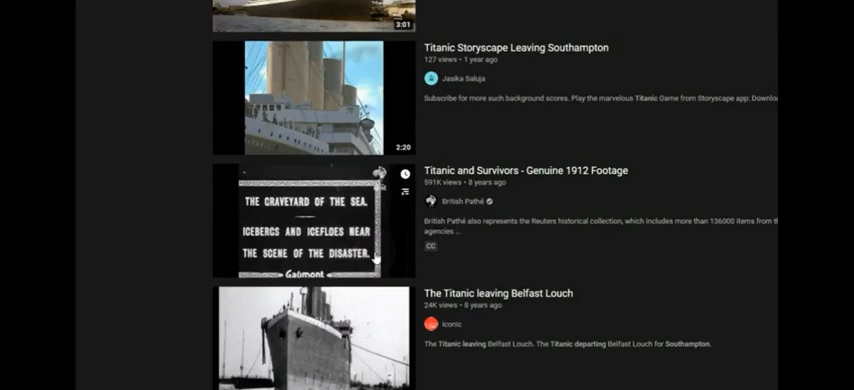 3:01
Titanic Storyscape Leaving Southampton
127 views • 1 year ago
Jasika Saluja
Subscribe for more such background scores. Play the marvelous Titanic Game from Storyscape app: Downloa
2:20
Titanic and Survivors - Genuine 1912 Footage
591K views • 8 years ago
British Pathé
British Pathé also represents the Reuters historical collection, which includes more than 136000 items from
agencies ...
CC
THE GRAVEYARD OF THE SEA.
ICEBERGS AND ICEFLOES NEAR
THE SCENE OF THE DISASTER.
Gaumont
The Titanic leaving Belfast Louch
24K views • 8 years ago
iconic
The Titanic leaving Belfast Louch. The Titanic departing Belfast Louch for Southampton.